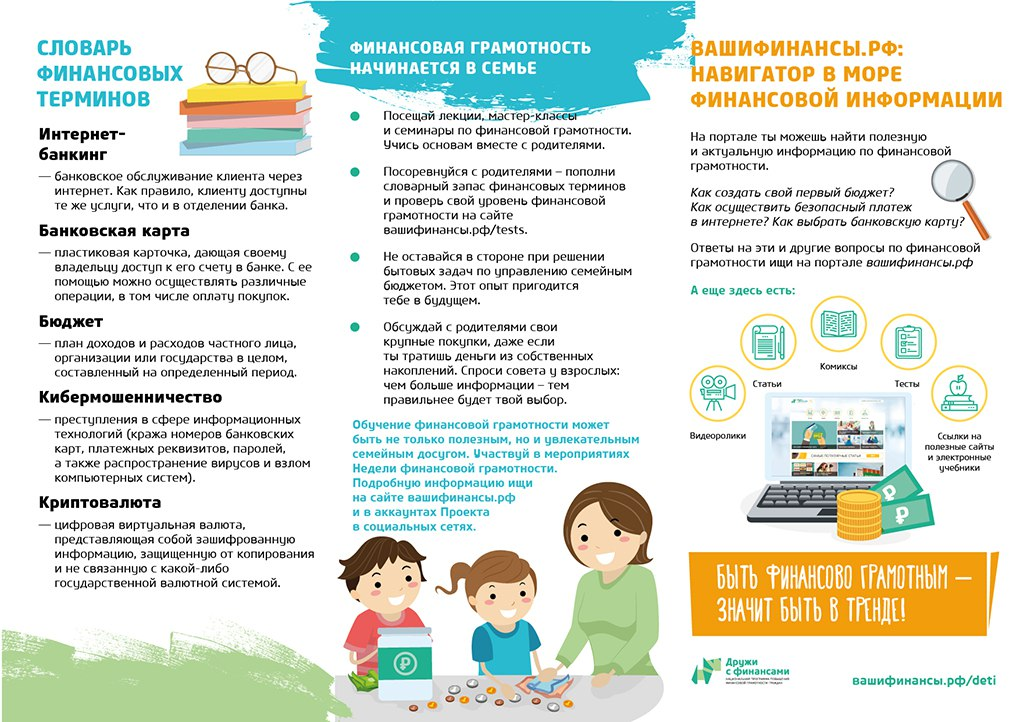 СЛОВАРЬ
ФИНАНСОВЫХ
ТЕРМИНОВ
Интернет-
банкинг
— банковское обслуживание клиента через
интернет. Как правило, клиенту доступны
те же услуги, что и в отделении банка.
Банковская карта
— пластиковая карточка, дающая своему
владельцу доступ к его счету в банке. С ее
помощью можно осуществлять различные
операции, в том числе оплату покупок.
Бюджет
— план доходов и расходов частного лица,
организации или государства в целом,
составленный на определенный период.
Кибермошенничество
— преступления в сфере информационных
технологий (кража номеров банковских
карт, платежных реквизитов, паролей,
а также распространение вирусов и взлом
компьютерных систем).
Криптовалюта
— цифровая виртуальная валюта,
представляющая собой зашифрованную
информацию, защищенную от копирования
и не связанную с какой-либо
государственной валютной системой.
ФИНАНСОВАЯ ГРАМОТНОСТЬ
НАЧИНАЕТСЯ В СЕМЬЕ
Посещай лекции, мастер-классы
и семинары по финансовой грамотности.
Учись основам вместе с родителями.
Посоревнуйся с родителями – пополни
словарный запас финансовых терминов
и проверь свой уровень финансовой
грамотности на сайте
вашифинансы.рф/tests.
Не оставайся в стороне при решении
бытовых задач по управлению семейным
бюджетом. Этот опыт пригодится
тебе в будущем.
Обсуждай с родителями свои
крупные покупки, даже если
ты тратишь деньги из собственных
накоплений. Спроси совета у взрослых:
чем больше информации – тем
правильнее будет твой выбор.
Обучение финансовой грамотности может
быть не только полезным, но и увлекательным
семейным досугом. Участвуй в мероприятиях
Недели финансовой грамотности.
Подробную информацию ищи
на сайте вашифинансы.рф
и в аккаунтах Проекта
в социальных сетях.
ВАШИФИНАНСЫ.РФ:
НАВИГАТОР В МОРЕ
ФИНАНСОВОЙ ИНФОРМАЦИИ
На портале ты можешь найти полезную
и актуальную информацию по финансовой
грамотности.
Как создать свой первый бюджет?
Как осуществить безопасный платеж
в интернете? Как выбрать банковскую карту?
Ответы на эти и другие вопросы по финансовой
грамотности ищи на портале вашифинансы.рф
А еще здесь есть:
Видеоролики
Статьи
Комиксы
Тесты
Ссылки на
полезные сайты
и электронные
учебники
БЫТЬ ФИНАНСОВО ГРАМОТНЫМ –
ЗНАЧИТ БЫТЬ В ТРЕНДЕ!
Дружи
с финансами
вашифинансы.рф/deti